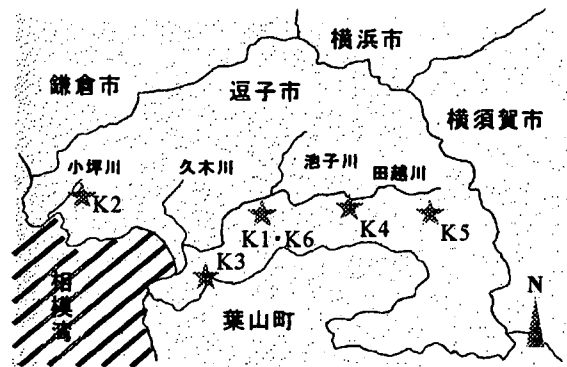 横浜市
鎌倉市
逗子市
横須賀市
小坪川
久木川
池子川
田越川
K2
K1・K6
K4
K5
K3
相模湾
葉山町
N